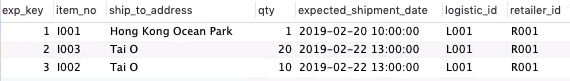 exp_key item_no ship_to_address qty expected_shipment_date logistic_id retailer_id
1 I001 Hong Kong Ocean Park 1 2019-02-20 10:00:00 L001 R001
2 I003 Tai O 20 2019-02-22 13:00:00 L001 R001
3 I002 Tai O 10 2019-02-22 13:00:00 L001 R001